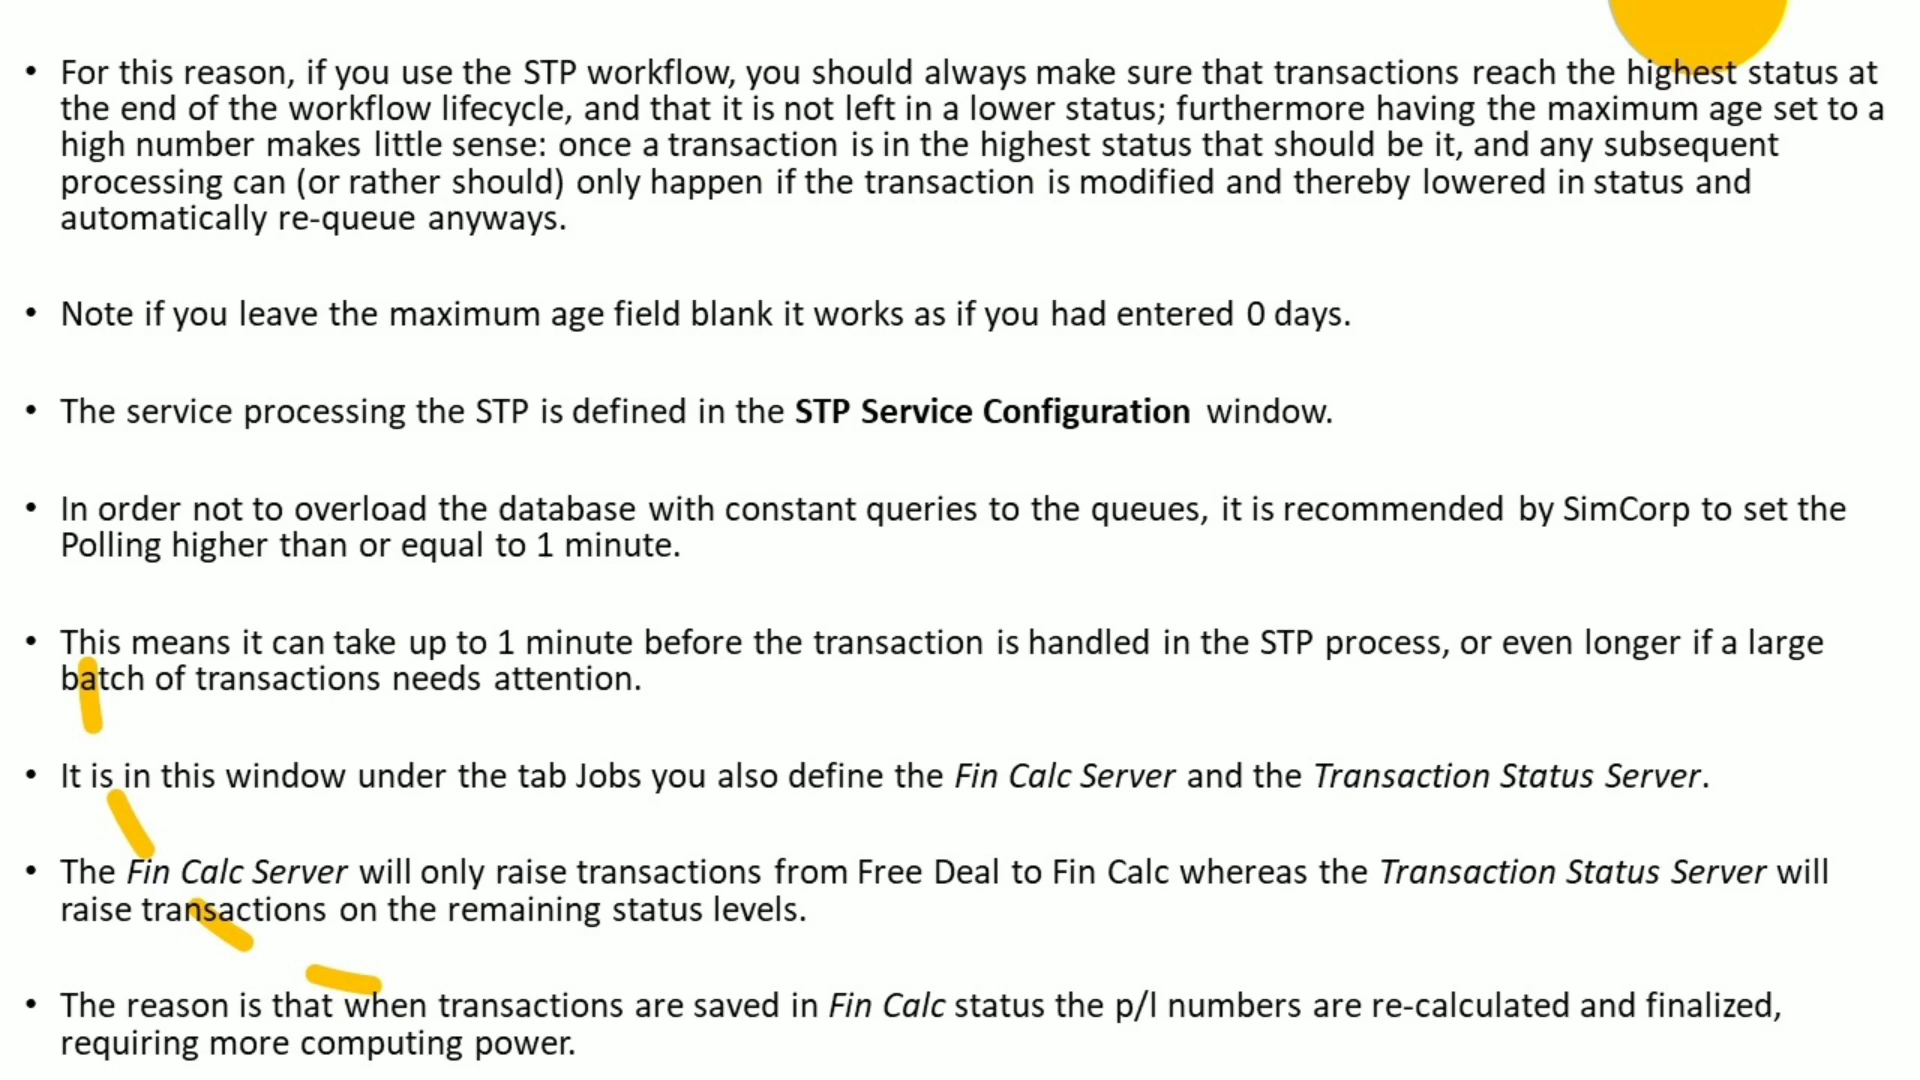 • For this reason, if you use the STP workflow, you should always make sure that transactions reach the highest status at
the end of the workflow lifecycle, and that it is not left in a lower status; furthermore having the maximum age set to a
high number makes little sense: once a transaction is in the highest status that should be it, and any subsequent
processing can (or rather should) only happen if the transaction is modified and thereby lowered in status and
automatically re-queue anyways.
• Note if you leave the maximum age field blank it works as if you had entered 0 days.
• The service processing the STP is defined in the STP Service Configuration window.
• In order not to overload the database with constant queries to the queues, it is recommended by SimCorp to set the
Polling higher than or equal to 1 minute.
• This means it can take up to 1 minute before the transaction is handled in the STP process, or even longer if a large
batch of transactions needs attention.
• It is in this window under the tab Jobs you also define the Fin Calc Server and the Transaction Status Server.
• The Fin Calc Server will only raise transactions from Free Deal to Fin Calc whereas the Transaction Status Server will
raise transactions on the remaining status levels.
• The reason is that when transactions are saved in Fin Calc status the p/l numbers are re-calculated and finalized,
requiring more computing power.